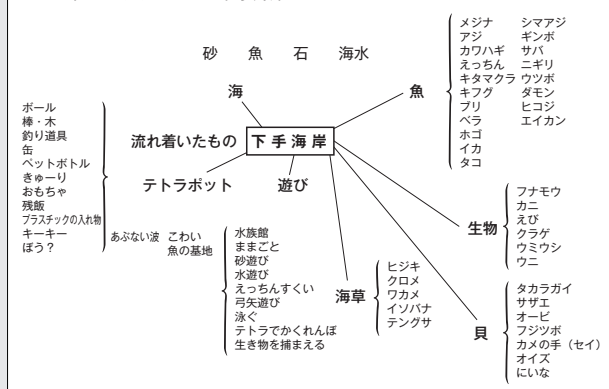 砂 魚 石 海水
海
流れ着いたもの
下手海岸
テトラポット
遊び
魚
メジナ シマアジ
アジ ギンボ
カワハギ サバ
えっちん ニギリ
キタマクラ ウツボ
キフグ ダモン
ブリ ヒコジ
ベラ エイカン
ホゴ
イカ
タコ
ボール
棒・木
釣り道具
缶
ペットボトル
きゅーり
おもちゃ
残飯
プラスチックの入れ物
キーキー
ぼう？
あぶない波 こわい
魚の基地
水族館
ままごと
砂遊び
水遊び
えっちんすくい
弓矢遊び
泳ぐ
テトラでかくれんぼ
生き物を捕まえる
海草
ヒジキ
クロメ
ワカメ
イソバナ
テングサ
生物
フナモウ
カニ
えび
クラゲ
ウミウシ
ウニ
貝
タカラガイ
サザエ
オービ
フジツボ
カメの手（セイ）
オイズ
にいな